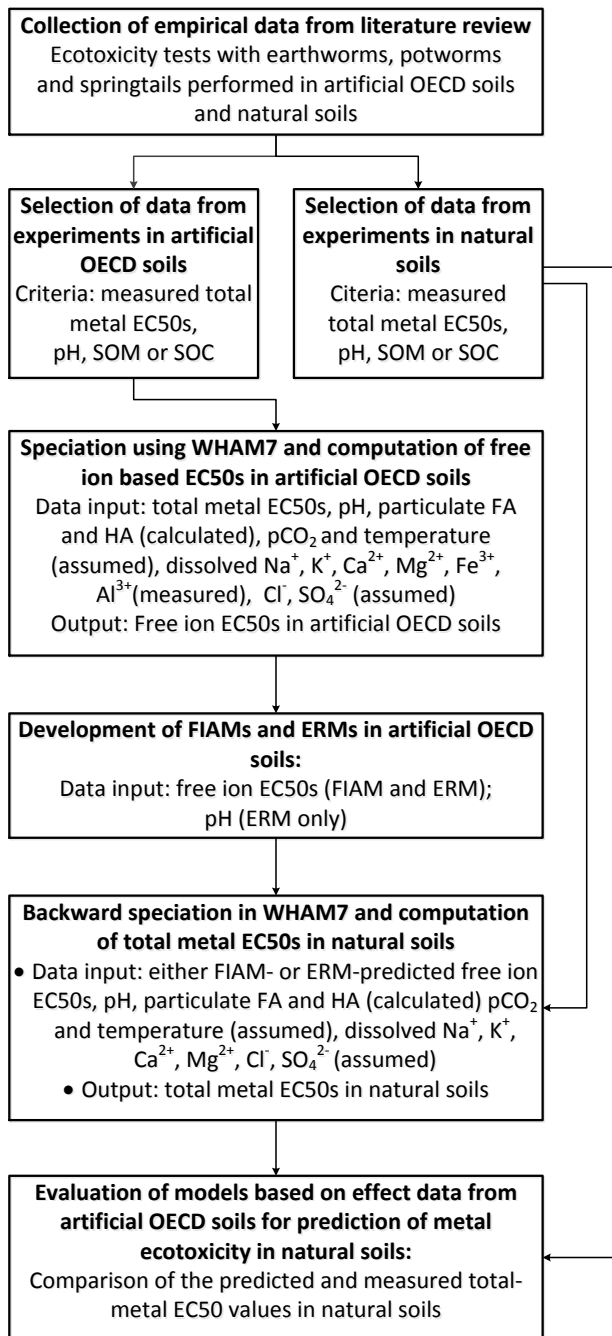 Collection of empirical data from literature review
Ecotoxicity tests with earthworms, potworms
and springtails performed in artificial OECD soils
and natural soils
Selection of data from
experiments in artificial
OECD soils
Criteria: measured total
metal EC50s,
pH, SOM or SOC
Selection of data from
experiments in natural
soils
Citeria: measured
total metal EC50s,
pH, SOM or SOC
Speciation using WHAM7 and computation of free
ion based EC50s in artificial OECD soils
Data input: total metal EC50s, pH, particulate FA
and HA (calculated), pCO₂ and temperature
(assumed), dissolved Na⁺, K⁺, Ca²⁺, Mg²⁺, Fe³⁺,
Al³⁺(measured), Cl⁻, SO₄²⁻ (assumed)
Output: Free ion EC50s in artificial OECD soils
Development of FIAMs and ERMs in artificial OECD
soils:
Data input: free ion EC50s (FIAM and ERM);
pH (ERM only)
Backward speciation in WHAM7 and computation
of total metal EC50s in natural soils
• Data input: either FIAM- or ERM-predicted free ion
EC50s, pH, particulate FA and HA (calculated) pCO₂
and temperature (assumed), dissolved Na⁺, K⁺,
Ca²⁺, Mg²⁺, Cl⁻, SO₄²⁻ (assumed)
• Output: total metal EC50s in natural soils
Evaluation of models based on effect data from
artificial OECD soils for prediction of metal
ecotoxicity in natural soils:
Comparison of the predicted and measured total-
metal EC50 values in natural soils